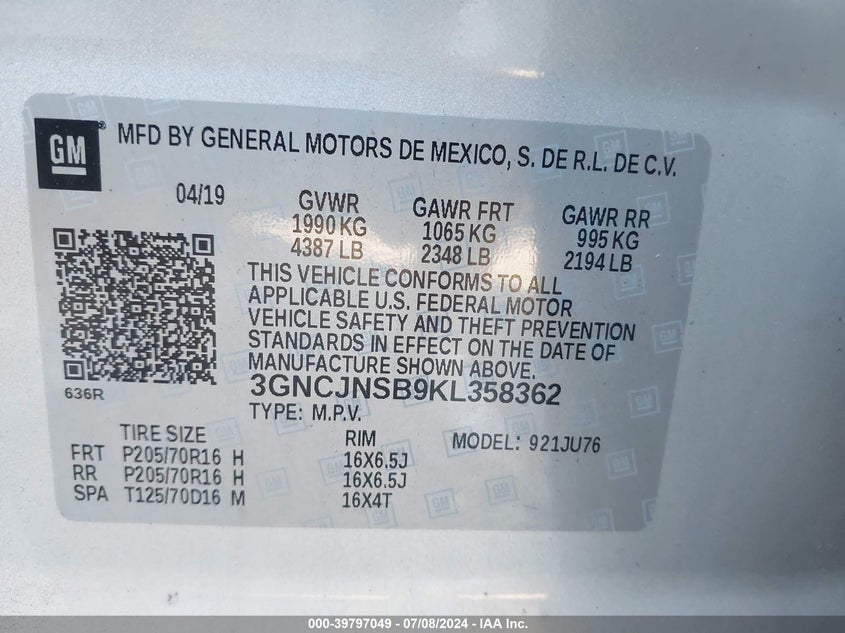 GM ® MFD BY GENERAL MOTORS DE MEXICO, S. DE R.L. DE C.V.
04/19
GVWR
1990 KG
4387 LB
GAWR FRT
1065 KG
2348 LB
GAWR RR
995 KG
2194 LB
THIS VEHICLE CONFORMS TO ALL
APPLICABLE U.S. FEDERAL MOTOR
VEHICLE SAFETY AND THEFT PREVENTION
STANDARDS IN EFFECT ON THE DATE OF
MANUFACTURE SHOWN ABOVE.
636R
3GNCJNSB9KL358362
TYPE: M.P.V.
TIRE SIZE RIM MODEL: 921JU76
FRT P205/70R16 H 16X6.5J
RR P205/70R16 H 16X6.5J
SPA T125/70D16 M 16X4T
000-39797049 - 07/08/2024 - IAA Inc.